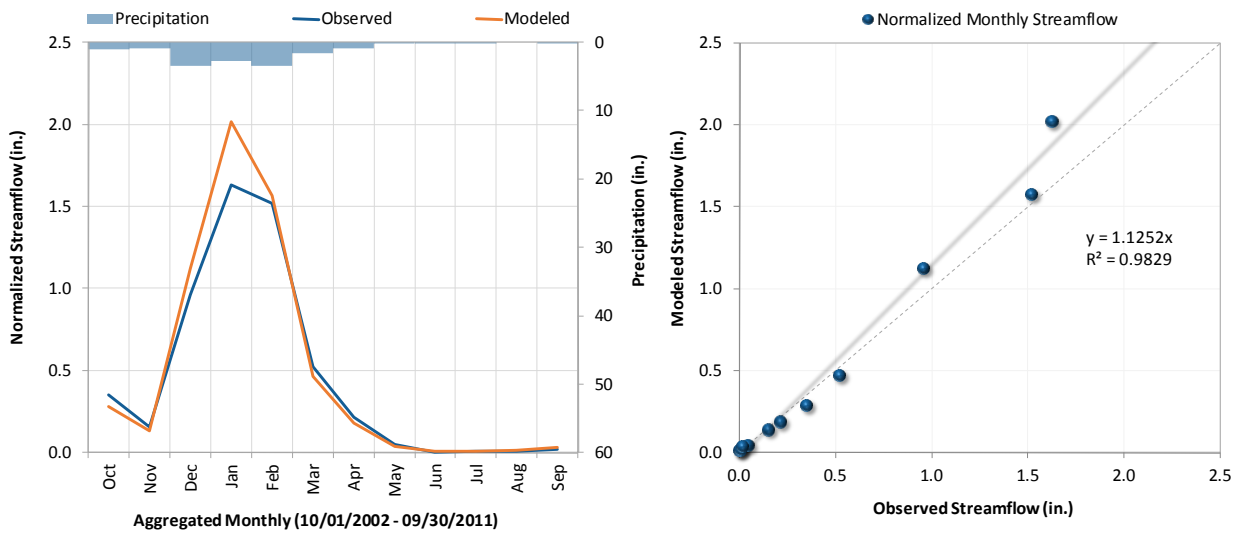 Precipitation Observed Modeled
Normalized Streamflow (in.)
2.5
2.0
1.5
1.0
0.5
0.0
0
10
20
30
40
50
60
Precipitation (in.)
Oct Nov Dec Jan Feb Mar Apr May Jun Jul Aug Sep
Aggregated Monthly (10/01/2002 - 09/30/2011)
Normalized Monthly Streamflow
Modeled Streamflow (in.)
2.5
2.0
1.5
1.0
0.5
0.0
y = 1.1252x
R² = 0.9829
0.0 0.5 1.0 1.5 2.0 2.5
Observed Streamflow (in.)